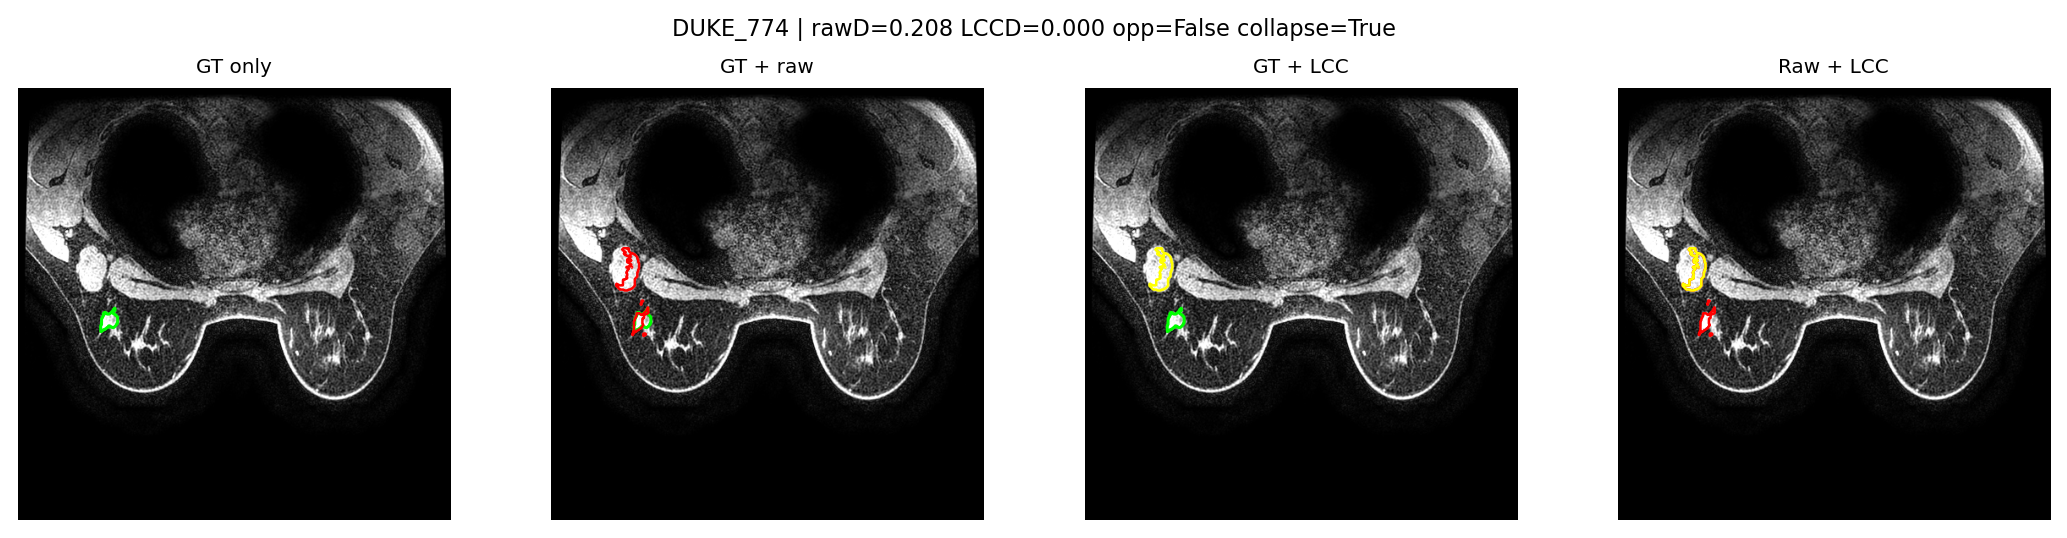 DUKE_774 | rawD=0.208 LCCD=0.000 opp=False collapse=True
GT only
GT + raw
GT + LCC
Raw + LCC